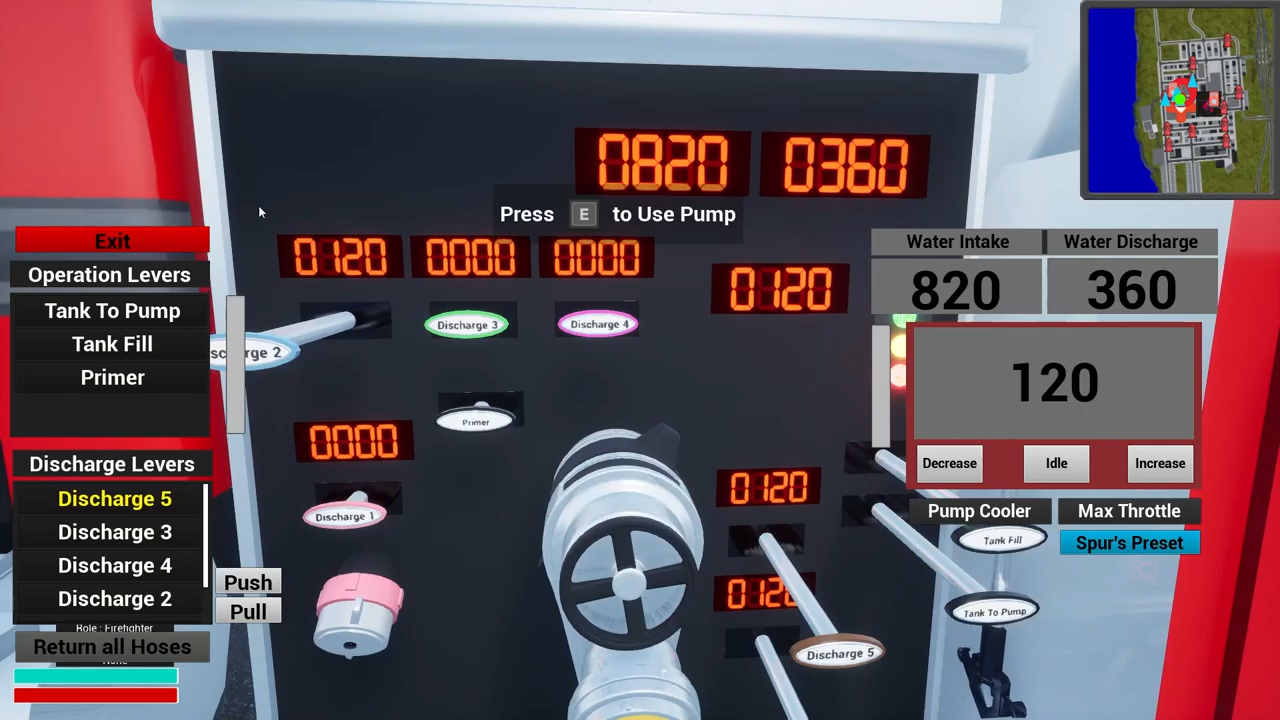 0820 0360
Press E to Use Pump
0120 0000 0000
0120
Water Intake Water Discharge
820 360
Exit
Operation Levers
Tank To Pump
Tank Fill
Primer
Discharge 3
Discharge 4
rge 2
120
Primer
0000
Decrease Idle Increase
Discharge Levers
Discharge 5
Discharge 3
Discharge 4
Discharge 2
0120
Discharge 1
Pump Cooler Max Throttle
Tank Fill
Spur's Preset
Push
Pull
Tank To Pump
Role : Firefighter
Return all Hoses
Discharge 5